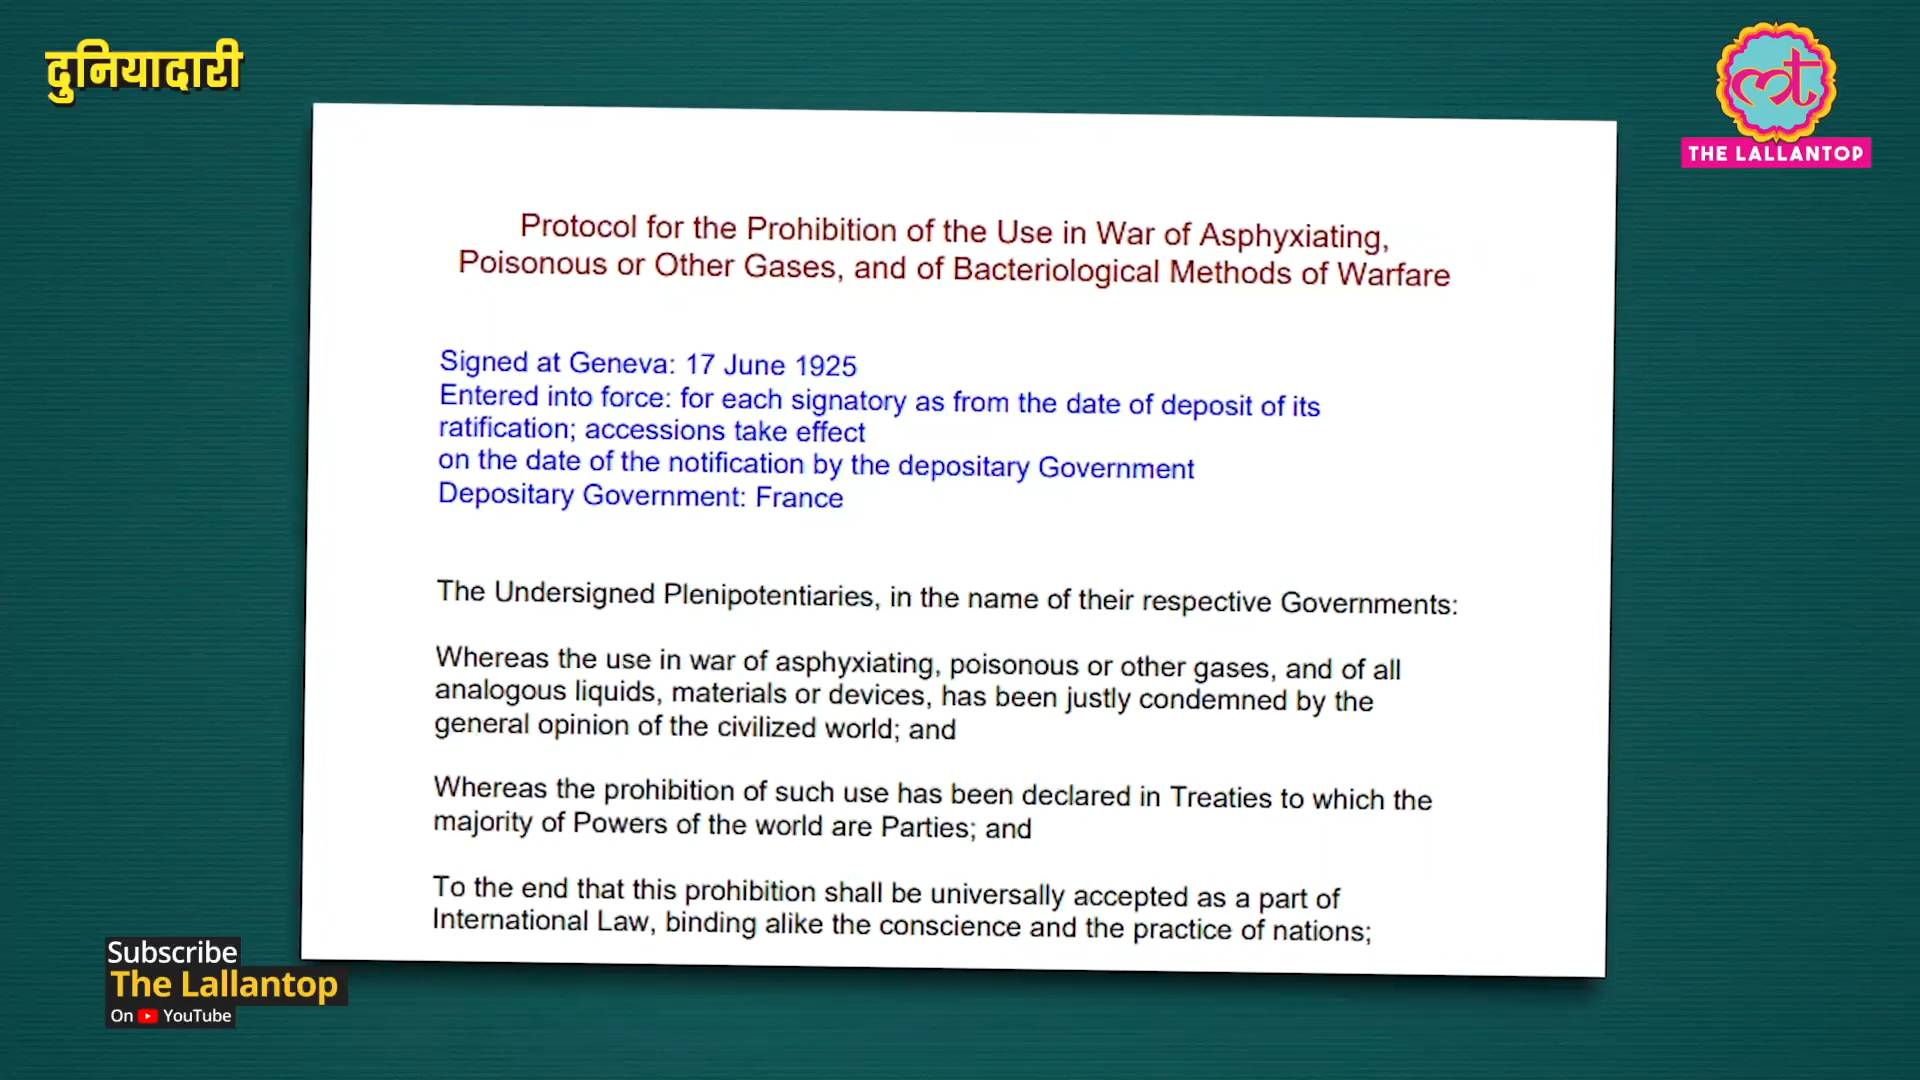 दुनियादारी
THE LALLANTOP
Protocol for the Prohibition of the Use in War of Asphyxiating,
Poisonous or Other Gases, and of Bacteriological Methods of Warfare
Signed at Geneva: 17 June 1925
Entered into force: for each signatory as from the date of deposit of its
ratification; accessions take effect
on the date of the notification by the depositary Government
Depositary Government: France
The Undersigned Plenipotentiaries, in the name of their respective Governments:
Whereas the use in war of asphyxiating, poisonous or other gases, and of all
analogous liquids, materials or devices, has been justly condemned by the
general opinion of the civilized world; and
Whereas the prohibition of such use has been declared in Treaties to which the
majority of Powers of the world are Parties; and
To the end that this prohibition shall be universally accepted as a part of
International Law, binding alike the conscience and the practice of nations;
Subscribe
The Lallantop
On YouTube